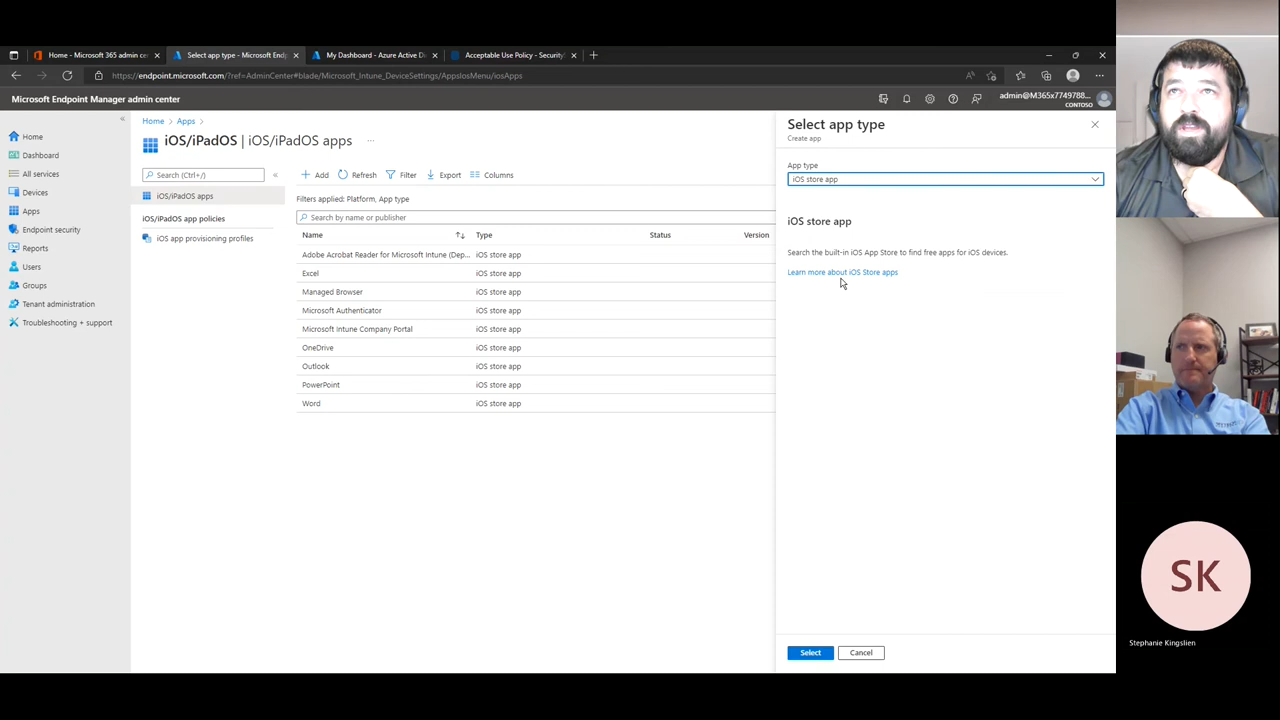 Home - Microsoft 365 admin cen
Select app type - Microsoft Endp
My Dashboard - Azure Active Di
Acceptable Use Policy - Security
https://endpoint.microsoft.com/?ref=AdminCenter#blade/Microsoft_Intune_DeviceSettings/AppsIosMenu/iosApps
Microsoft Endpoint Manager admin center
admin@M365x7749788...
CONTOSO
Home
Dashboard
All services
Devices
Apps
Endpoint security
Reports
Users
Groups
Tenant administration
Troubleshooting + support
Home > Apps >
iOS/iPadOS | iOS/iPadOS apps ...
Search (Ctrl+/)
iOS/iPadOS apps
iOS/iPadOS app policies
iOS app provisioning profiles
Add Refresh Filter Export Columns
Filters applied: Platform, App type
Search by name or publisher
Name Type Status Version
Adobe Acrobat Reader for Microsoft Intune (Dep... iOS store app
Excel iOS store app
Managed Browser iOS store app
Microsoft Authenticator iOS store app
Microsoft Intune Company Portal iOS store app
OneDrive iOS store app
Outlook iOS store app
PowerPoint iOS store app
Word iOS store app
Select app type
Create app
App type
iOS store app
iOS store app
Search the built-in iOS App Store to find free apps for iOS devices.
Learn more about iOS Store apps
Select Cancel
SK
Stephanie Kingslien